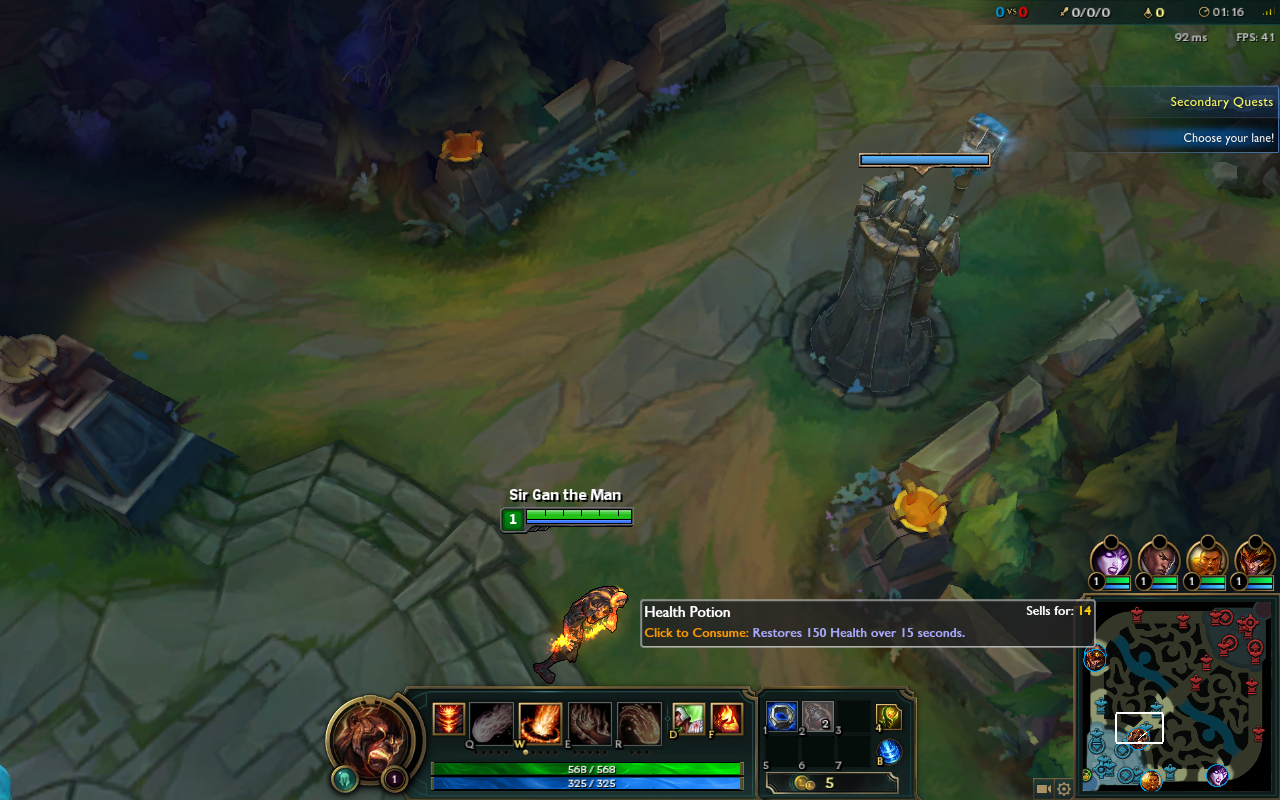 0 vs 0 0/0/0 0 01:16
92 ms FPS: 41
Secondary Quests
Choose your lane!
Sir Gan the Man
1
1 1 1 1
Health Potion Sells for: 14
Click to Consume: Restores 150 Health over 15 seconds.
Q W E R D F
1 2 2 3 4
568 / 568
325 / 325
5 6 7 B
1
5